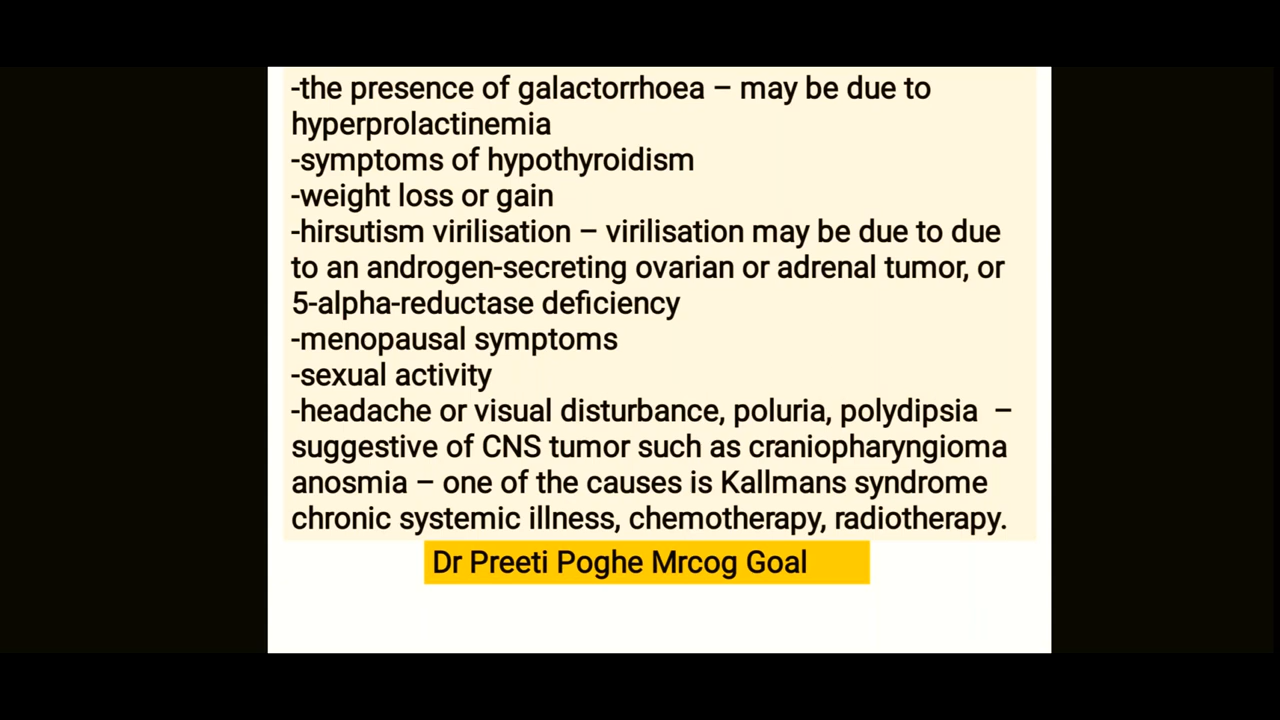 -the presence of galactorrhoea – may be due to
hyperprolactinemia
-symptoms of hypothyroidism
-weight loss or gain
-hirsutism virilisation – virilisation may be due to due
to an androgen-secreting ovarian or adrenal tumor, or
5-alpha-reductase deficiency
-menopausal symptoms
-sexual activity
-headache or visual disturbance, poluria, polydipsia –
suggestive of CNS tumor such as craniopharyngioma
anosmia – one of the causes is Kallmans syndrome
chronic systemic illness, chemotherapy, radiotherapy.
Dr Preeti Poghe Mrcog Goal